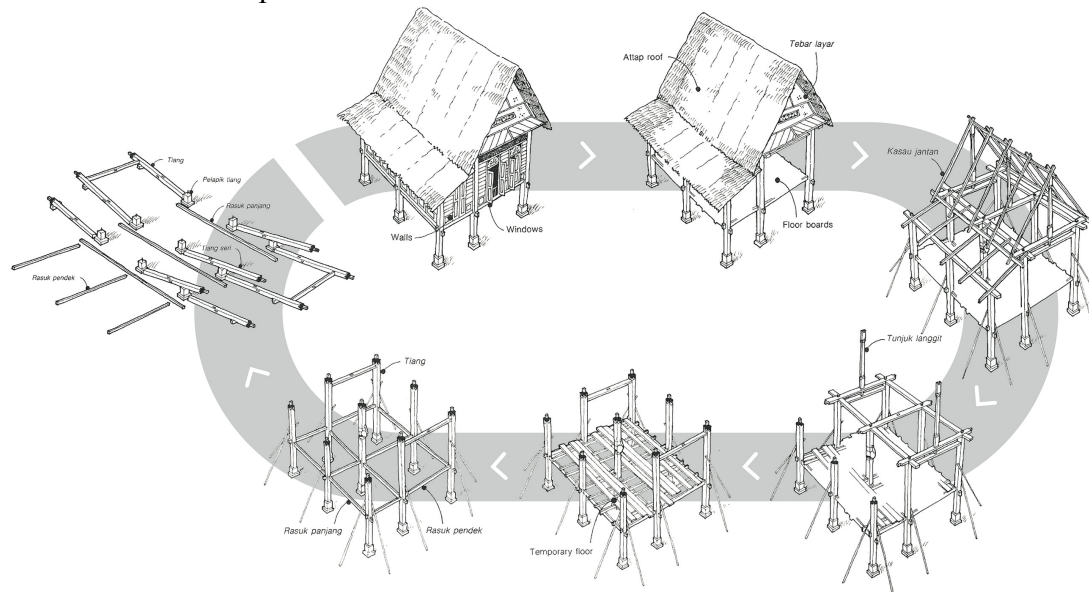 Tiang
Pelapik tiang
Rasuk panjang
Tiang seri
Rasuk pendek
Walls
Windows
Attap roof
Tebar layar
Floor boards
Kasau jantan
Tunjuk langgit
Temporary floor
Tiang
Rasuk panjang
Rasuk pendek